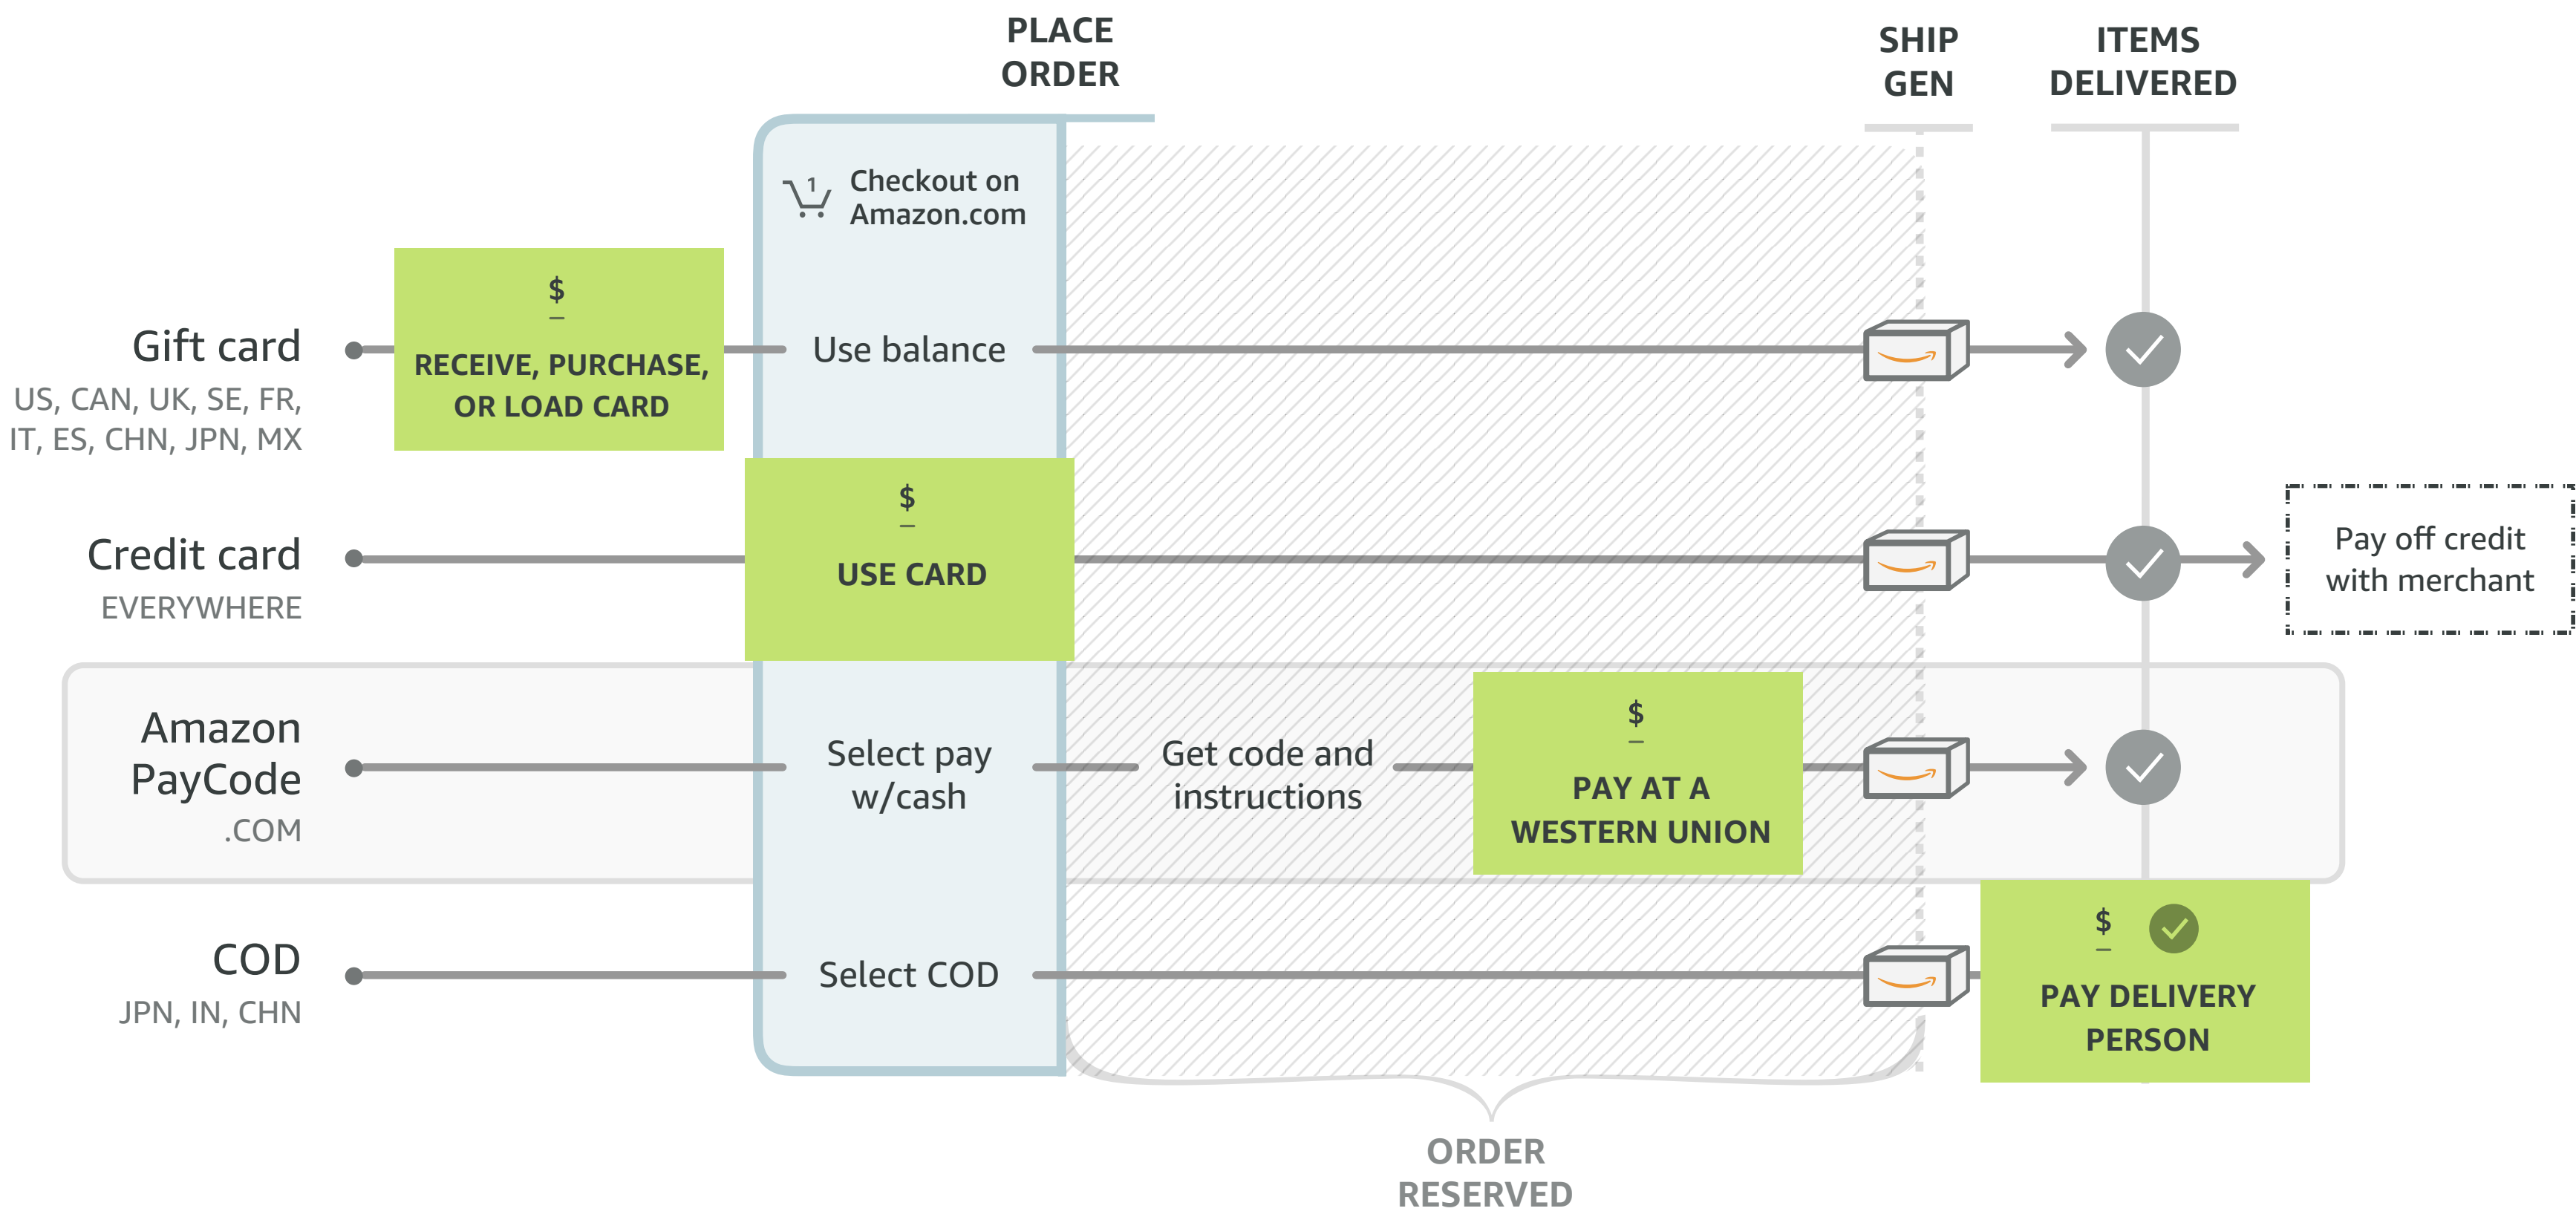 PLACE
ORDER
SHIP
GEN
ITEMS
DELIVERED
1
Checkout on
Amazon.com
Gift card
US, CAN, UK, SE, FR,
IT, ES, CHN, JPN, MX
$
RECEIVE, PURCHASE,
OR LOAD CARD
Use balance
Credit card
EVERYWHERE
$
USE CARD
Pay off credit
with merchant
Amazon
PayCode
.COM
Select pay
w/cash
Get code and
instructions
$
PAY AT A
WESTERN UNION
COD
JPN, IN, CHN
Select COD
$
PAY DELIVERY
PERSON
ORDER
RESERVED